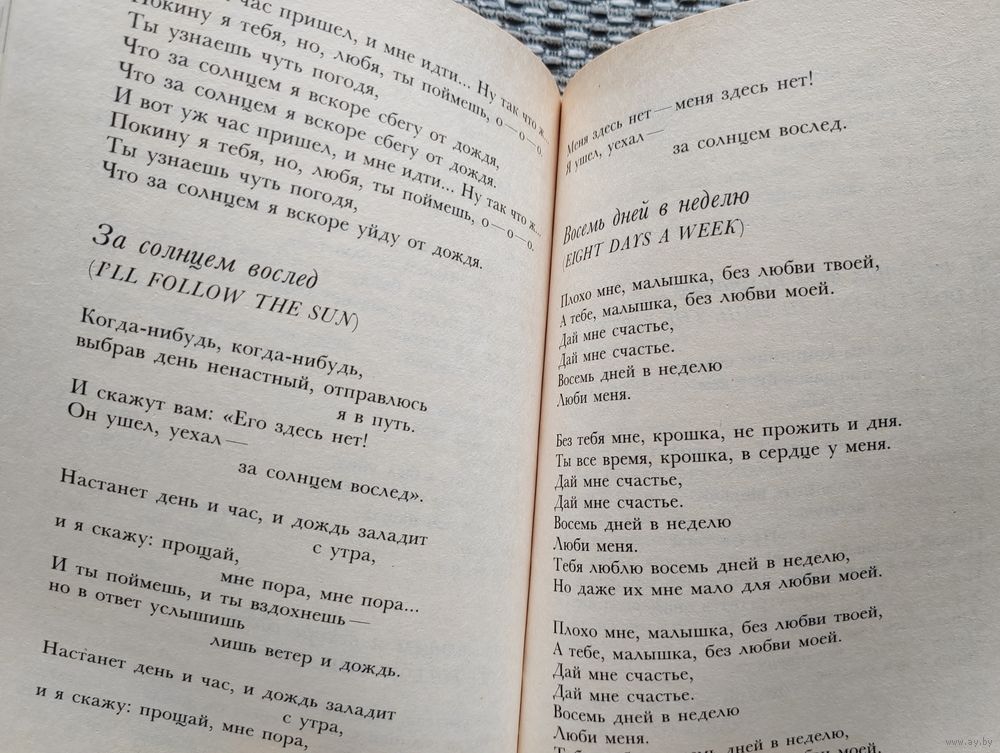 час пришел, и мне идти... Ну так что ж...
Покину я тебя, но, любя, ты поймешь, о—о—о.
Ты узнаешь чуть погодя,
Что за солнцем я вскоре сбегу от дождя,
Что за солнцем я вскоре сбегу от дождя.
И вот уж час пришел, и мне идти... Ну так что ж...
Покину я тебя, но, любя, ты поймешь, о—о—о.
Ты узнаешь чуть погодя,
Что за солнцем я вскоре уйду от дождя.
За солнцем вослед
(I'LL FOLLOW THE SUN)
Когда-нибудь, когда-нибудь,
выбрав день ненастный, отправлюсь
я в путь.
И скажут вам: «Его здесь нет!
Он ушел, уехал —
за солнцем вослед».
Настанет день и час, и дождь заладит
с утра,
и я скажу: прощай,
мне пора, мне пора...
И ты поймешь, и ты вздохнешь —
но в ответ услышишь
лишь ветер и дождь.
Настанет день и час, и дождь заладит
с утра,
и я скажу: прощай, мне пора,
Меня здесь нет — меня здесь нет!
Я ушел, уехал —
за солнцем вослед.
Восемь дней в неделю
(EIGHT DAYS A WEEK)
Плохо мне, малышка, без любви твоей,
А тебе, малышка, без любви моей.
Дай мне счастье,
Дай мне счастье.
Восемь дней в неделю
Люби меня.
Без тебя мне, крошка, не прожить и дня.
Ты все время, крошка, в сердце у меня.
Дай мне счастье,
Дай мне счастье.
Восемь дней в неделю
Люби меня.
Тебя люблю восемь дней в неделю,
Но даже их мне мало для любви моей.
Плохо мне, малышка, без любви твоей,
А тебе, малышка, без любви моей.
Дай мне счастье,
Дай мне счастье.
Восемь дней в неделю
Люби меня.
Тебя люблю восемь дней в неделю,
www.ay.by